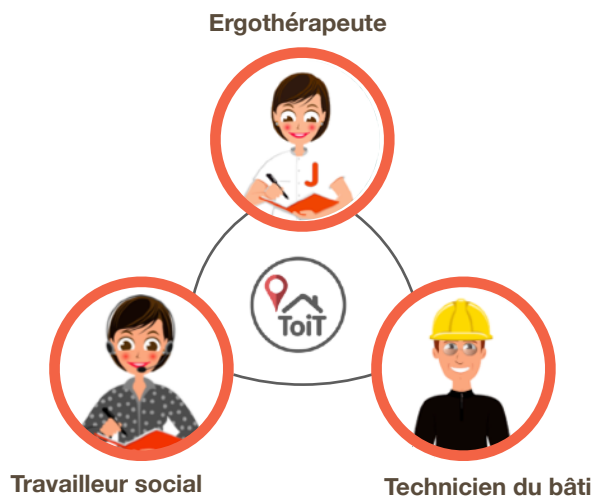 Ergothérapeute
J
ToiT
Travailleur social
Technicien du bâti